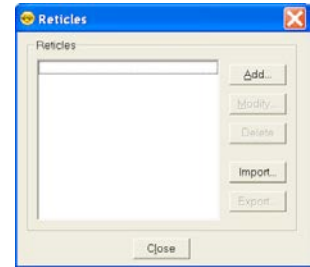 Reticles
Reticles
Add...
Modify...
Delete
Import...
Export...
Close